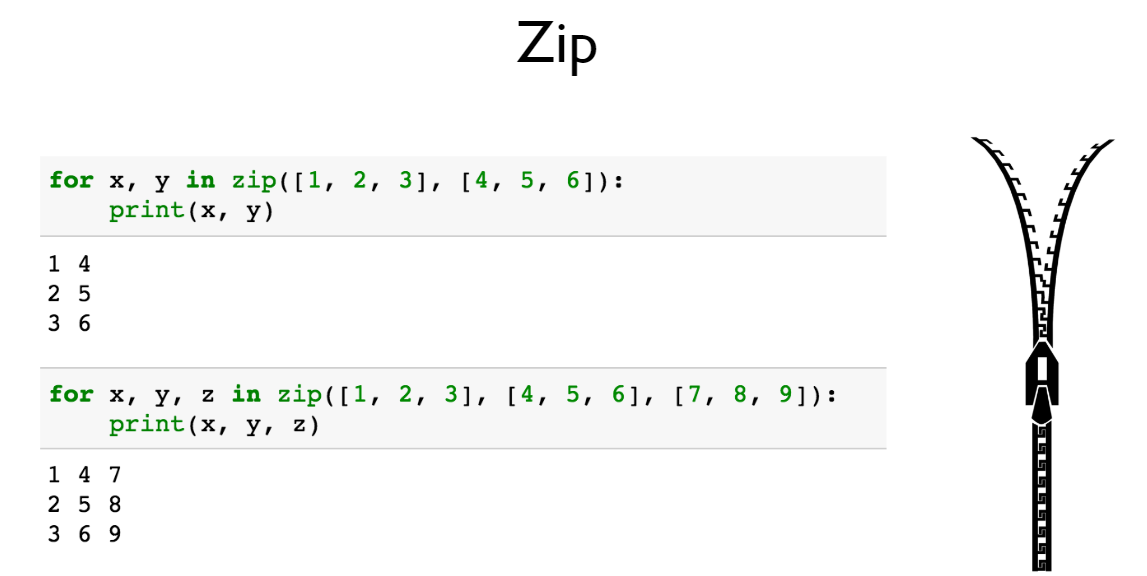 Zip
for x, y in zip([1, 2, 3], [4, 5, 6]):
    print(x, y)
1 4
2 5
3 6
for x, y, z in zip([1, 2, 3], [4, 5, 6], [7, 8, 9]):
    print(x, y, z)
1 4 7
2 5 8
3 6 9